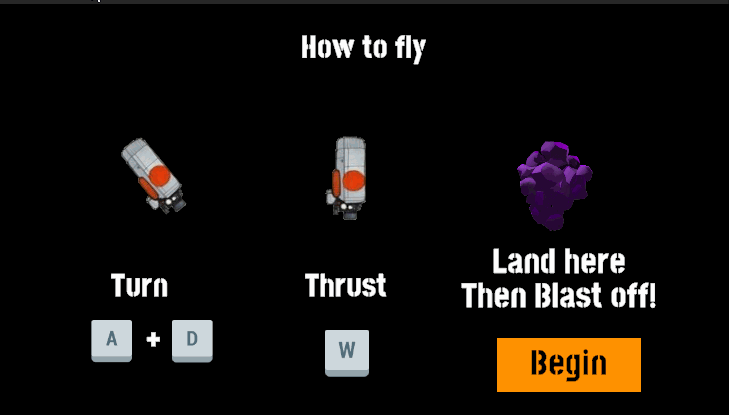 How to fly
Turn
A + D
Thrust
W
Land here
Then Blast off!
Begin